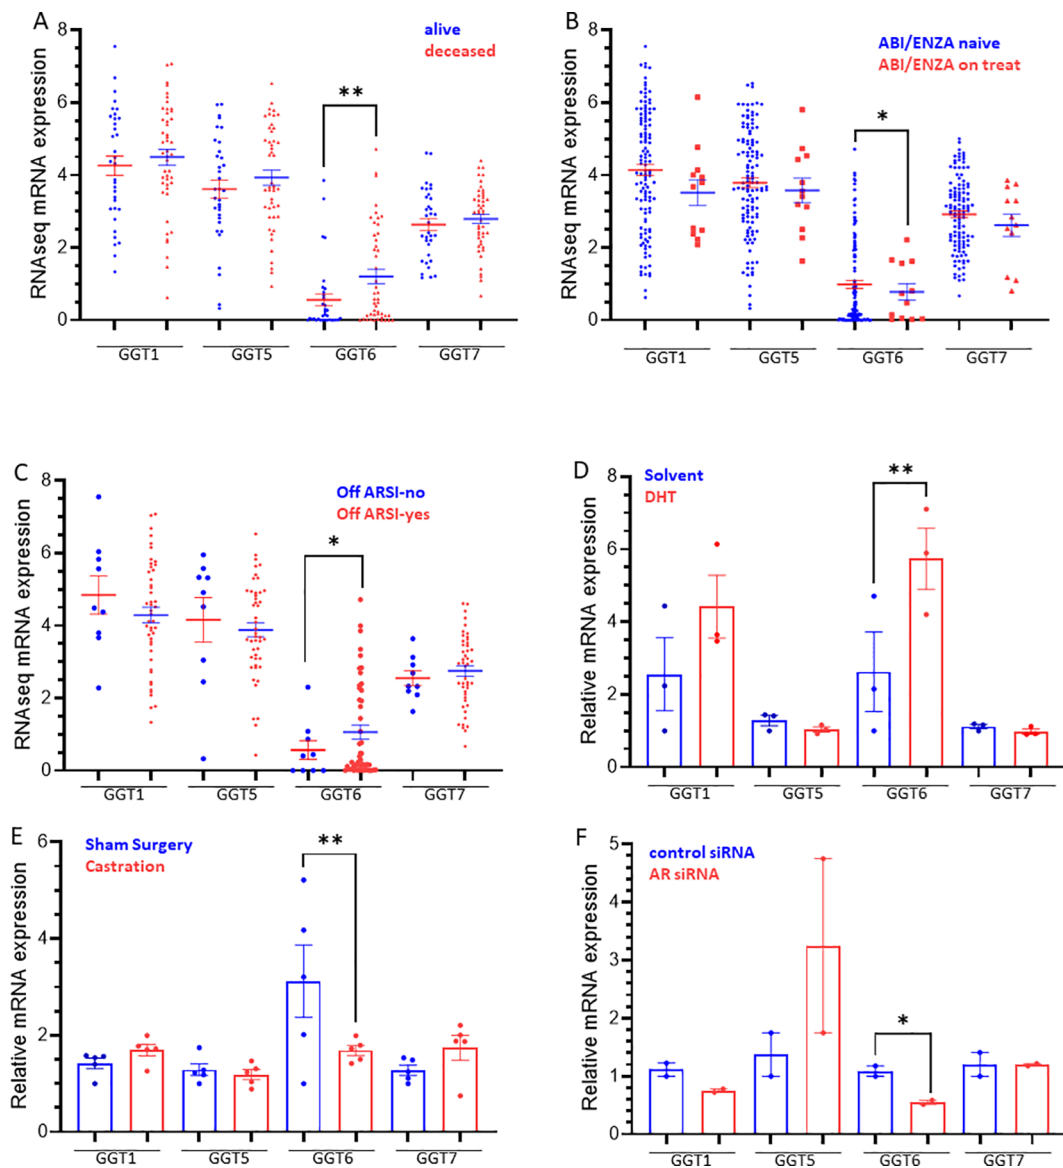 A
RNAseq mRNA expression
8
6
4
2
0
alive
deceased
**
GGT1
GGT5
GGT6
GGT7
B
RNAseq mRNA expression
8
6
4
2
0
ABI/ENZA naive
ABI/ENZA on treat
*
GGT1
GGT5
GGT6
GGT7
C
RNAseq mRNA expression
8
6
4
2
0
Off ARSI-no
Off ARSI-yes
*
GGT1
GGT5
GGT6
GGT7
D
Relative mRNA expression
8
6
4
2
0
Solvent
DHT
**
GGT1
GGT5
GGT6
GGT7
E
Relative mRNA expression
6
4
2
0
Sham Surgery
Castration
**
GGT1
GGT5
GGT6
GGT7
F
Relative mRNA expression
5
4
3
2
1
0
control siRNA
AR siRNA
*
GGT1
GGT5
GGT6
GGT7